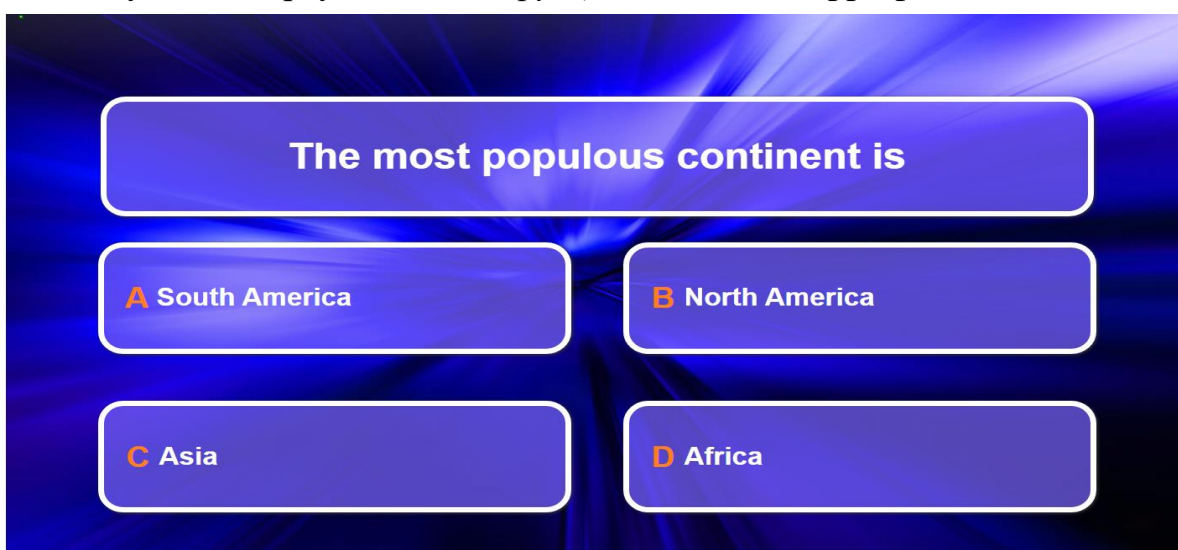 The most populous continent is
A South America
B North America
C Asia
D Africa